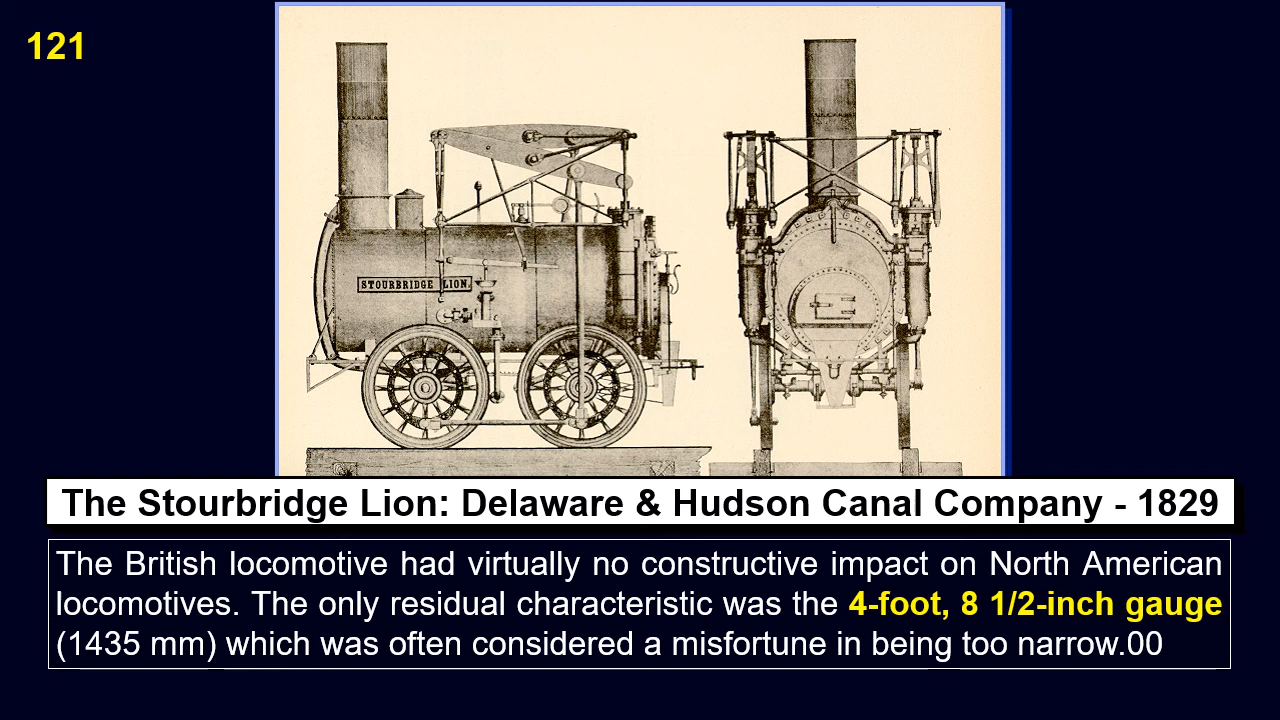 121
STOURBRIDGE LION.
The Stourbridge Lion: Delaware & Hudson Canal Company - 1829
The British locomotive had virtually no constructive impact on North American
locomotives. The only residual characteristic was the 4-foot, 8 1/2-inch gauge
(1435 mm) which was often considered a misfortune in being too narrow.00